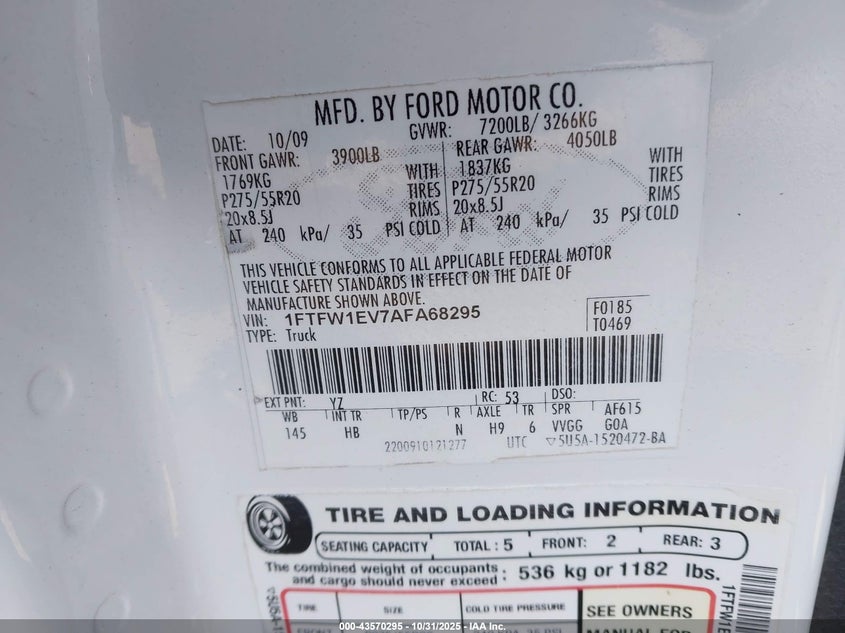 MFD. BY FORD MOTOR CO.
DATE: 10/09 GVWR: 7200LB/ 3266KG
FRONT GAWR: 3900LB REAR GAWR: 4050LB
1769KG WITH 1837KG WITH
P275/55R20 TIRES P275/55R20 TIRES
20x8.5J RIMS 20x8.5J RIMS
AT 240 kPa/ 35 PSI COLD AT 240 kPa/ 35 PSI COLD
THIS VEHICLE CONFORMS TO ALL APPLICABLE FEDERAL MOTOR
VEHICLE SAFETY STANDARDS IN EFFECT ON THE DATE OF
MANUFACTURE SHOWN ABOVE.
VIN: 1FTFW1EV7AFA68295 F0185
TYPE: Truck T0469
EXT PNT: YZ RC: 53 DSO:
WB INT TR TP/PS R AXLE TR SPR AF615
145 HB N H9 6 VVGG GOA
2200910121277 UTC ▽5U5A-1520472-BA
TIRE AND LOADING INFORMATION
SEATING CAPACITY TOTAL : 5 FRONT: 2 REAR: 3
The combined weight of occupants and cargo should never exceed : 536 kg or 1182 lbs.
TIRE SIZE COLD TIRE PRESSURE SEE OWNERS
FRONT 35 PSI MANUAL FOR
1FTFW1E
000-43570295 - 10/31/2025 - IAA Inc.